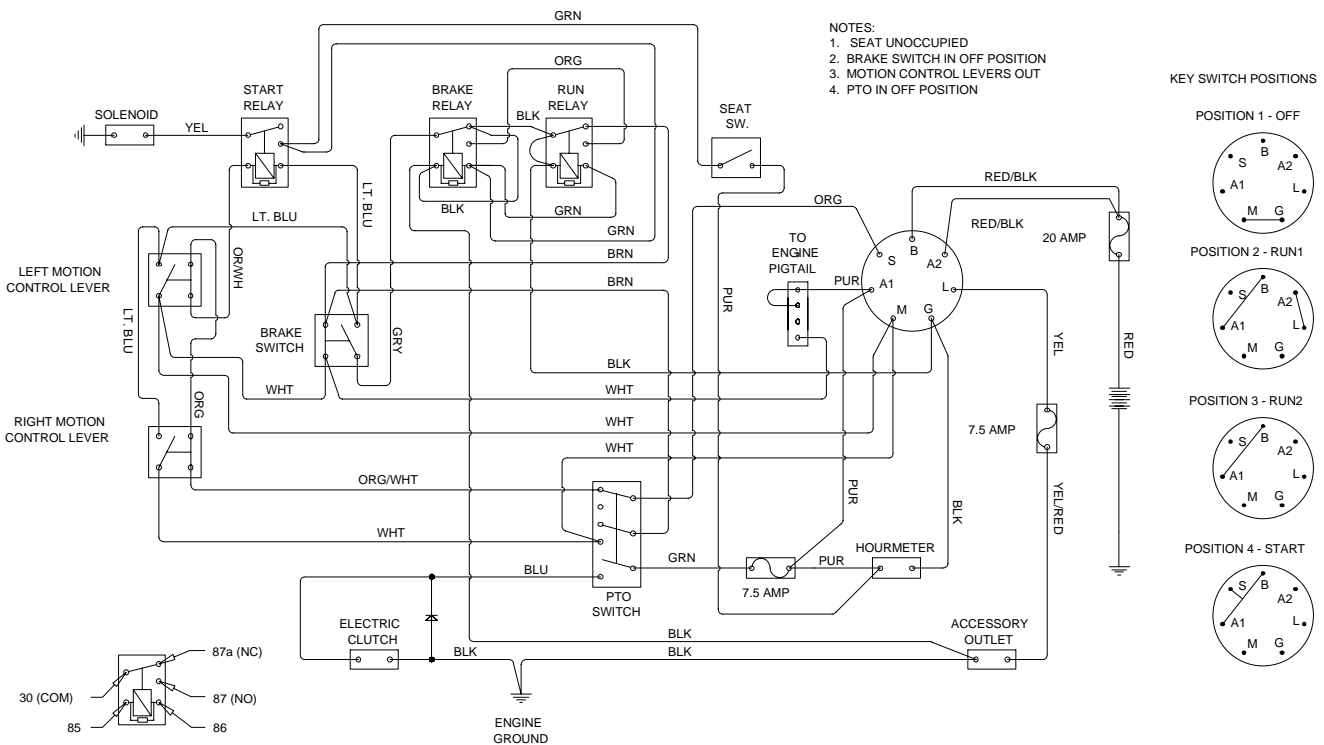 GRN
NOTES:
1. SEAT UNOCCUPIED
2. BRAKE SWITCH IN OFF POSITION
3. MOTION CONTROL LEVERS OUT
4. PTO IN OFF POSITION
KEY SWITCH POSITIONS
ORG
START
RELAY
BRAKE
RELAY
RUN
RELAY
SOLENOID
YEL
BLK
SEAT
SW.
POSITION 1 - OFF
S
B
A2
A1
L
M
G
LT. BLU
BLK
GRN
GRN
RED/BLK
ORG
RED/BLK
20 AMP
LT. BLU
OR/WH
BRN
BRN
TO
ENGINE
PIGTAIL
PUR
S
B
A2
A1
L
M
G
POSITION 2 - RUN1
S
B
A2
A1
L
M
G
LEFT MOTION
CONTROL LEVER
LT. BLU
BRAKE
SWITCH
GRY
PUR
YEL
RED
BLK
WHT
WHT
ORG
RIGHT MOTION
CONTROL LEVER
WHT
WHT
7.5 AMP
POSITION 3 - RUN2
S
B
A2
A1
L
M
G
ORG/WHT
WHT
PUR
BLK
YEL/RED
BLU
PTO
SWITCH
GRN
7.5 AMP
PUR
HOURMETER
POSITION 4 - START
S
B
A2
A1
L
M
G
ELECTRIC
CLUTCH
BLK
BLK
BLK
ACCESSORY
OUTLET
ENGINE
GROUND
87a (NC)
30 (COM)
87 (NO)
85
86